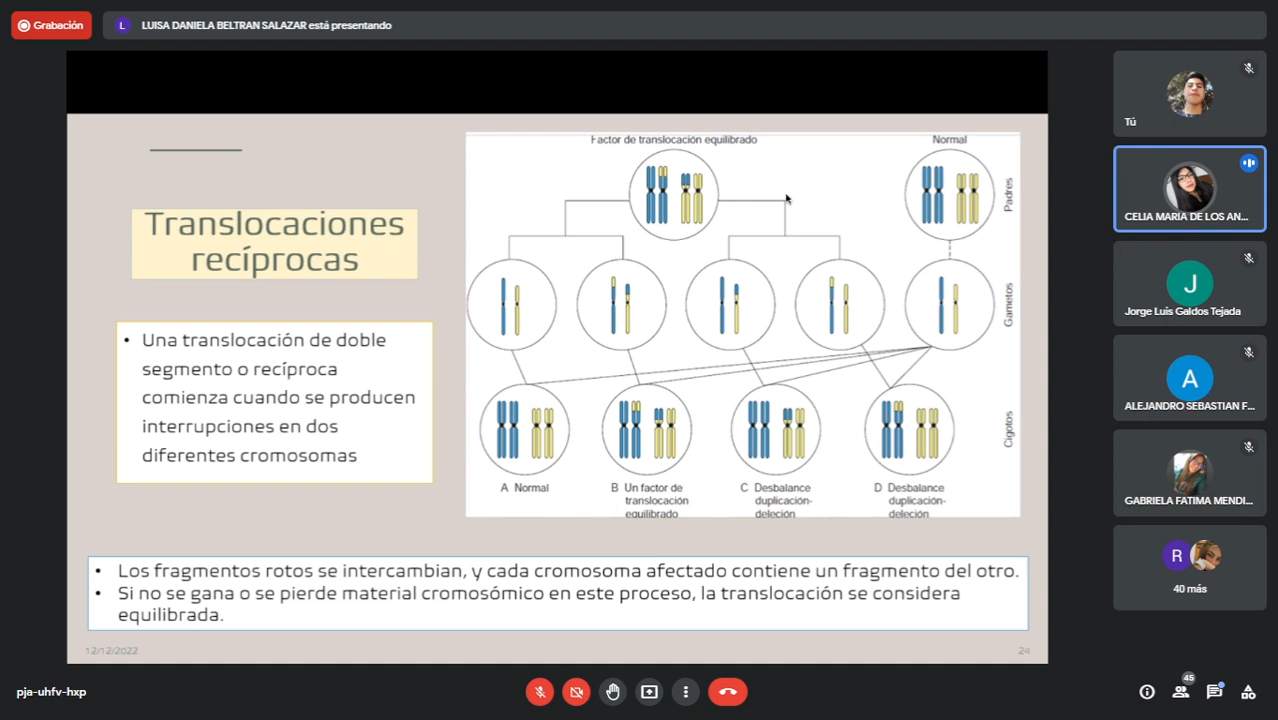 Grabación
L
LUISA DANIELA BELTRAN SALAZAR está presentando
Translocaciones
recíprocas
• Una translocación de doble
segmento o recíproca
comienza cuando se producen
interrupciones en dos
diferentes cromosomas
Factor de translocación equilibrado
Normal
Padres
Gametos
Cigotos
A Normal
B Un factor de
translocación
equilibrado
C Desbalance
duplicación-
deleción
D Desbalance
duplicación-
deleción
• Los fragmentos rotos se intercambian, y cada cromosoma afectado contiene un fragmento del otro.
• Si no se gana o se pierde material cromosómico en este proceso, la translocación se considera
equilibrada.
12/12/2022
24
Tú
CELIA MARIA DE LOS AN...
J
Jorge Luis Galdos Tejada
A
ALEJANDRO SEBASTIAN F...
GABRIELA FATIMA MENDI...
R
40 más
pja-uhfv-hxp
45